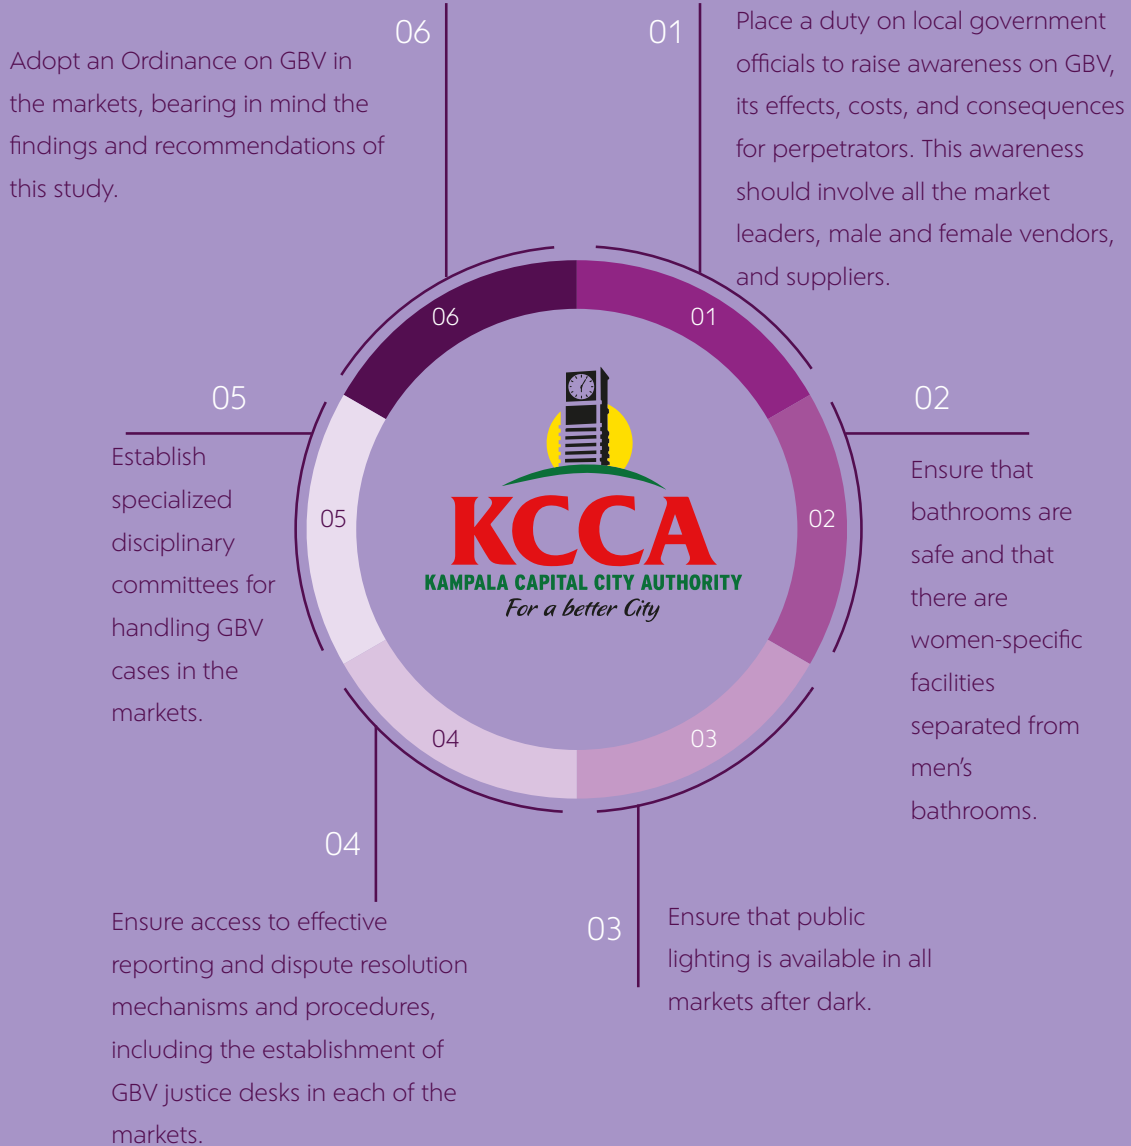 01
Place a duty on local government
officials to raise awareness on GBV,
its effects, costs, and consequences
for perpetrators. This awareness
should involve all the market
leaders, male and female vendors,
and suppliers.
02
Ensure that
bathrooms are
safe and that
there are
women-specific
facilities
separated from
men's
bathrooms.
03
Ensure that public
lighting is available in all
markets after dark.
04
Ensure access to effective
reporting and dispute resolution
mechanisms and procedures,
including the establishment of
GBV justice desks in each of the
markets.
05
Establish
specialized
disciplinary
committees for
handling GBV
cases in the
markets.
06
Adopt an Ordinance on GBV in
the markets, bearing in mind the
findings and recommendations of
this study.
01
02
03
04
05
06
KCCA
KAMPALA CAPITAL CITY AUTHORITY
For a better City